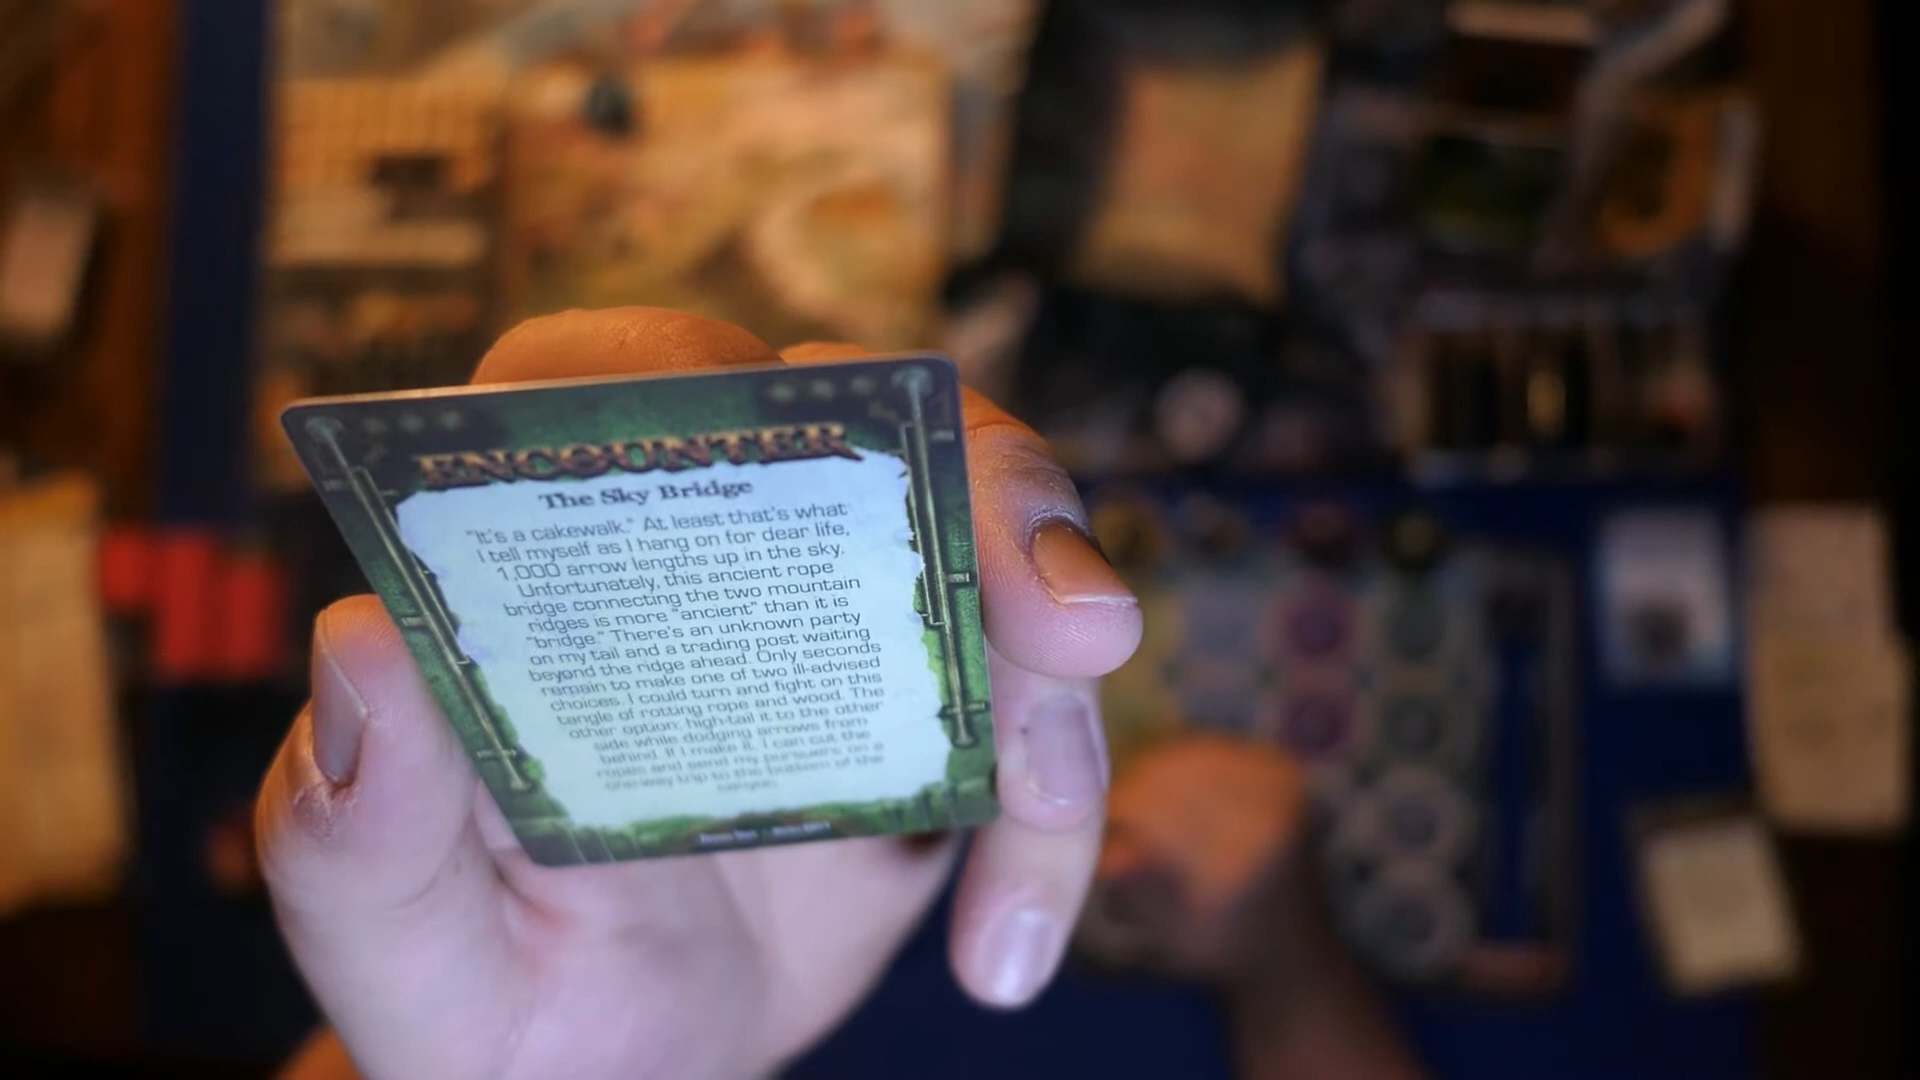 ENCOUNTER
The Sky Bridge
"It's a cakewalk." At least that's what
I tell myself as I hang on for dear life,
1,000 arrow lengths up in the sky.
Unfortunately, this ancient rope
bridge connecting the two mountain
ridges is more "ancient" than it is
"bridge." There's an unknown party
on my tail and a trading post waiting
beyond the ridge ahead. Only seconds
remain to make one of two ill-advised
choices. I could turn and fight on this
tangle of rotting rope and wood. The
other option: high-tail it to the other
side while dodging arrows from
behind. If I make it, I can cut the
ropes and send my pursuers on a
one-way trip to the bottom of the
canyon.